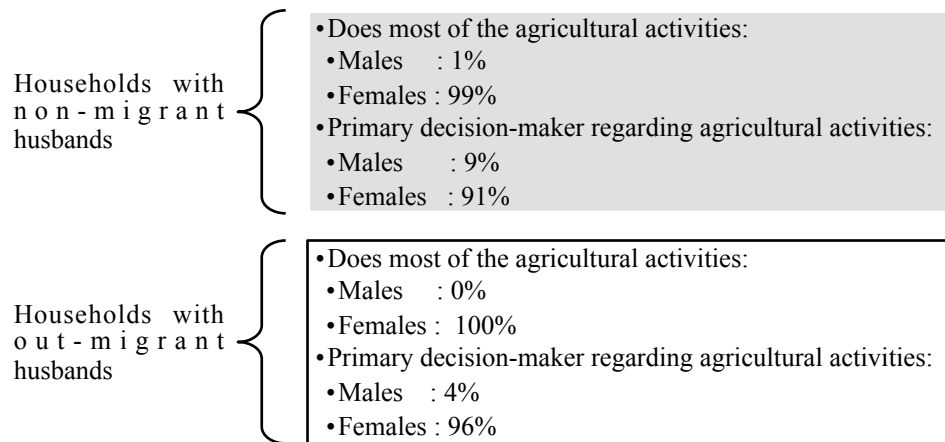 Households with
non-migrant
husbands
•Does most of the agricultural activities:
•Males : 1%
•Females : 99%
•Primary decision-maker regarding agricultural activities:
•Males : 9%
•Females : 91%
Households with
out-migrant
husbands
•Does most of the agricultural activities:
•Males : 0%
•Females : 100%
•Primary decision-maker regarding agricultural activities:
•Males : 4%
•Females : 96%